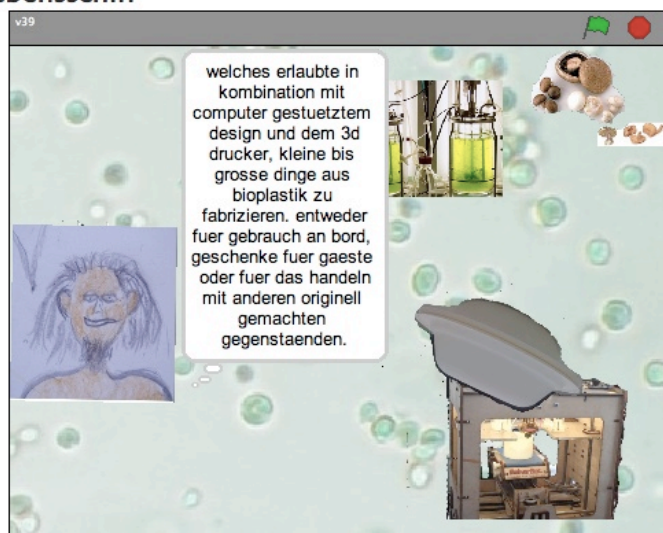 v39
welches erlaubte in
kombination mit
computer gestuetztem
design und dem 3d
drucker, kleine bis
grosse dinge aus
bioplastik zu
fabrizieren. entweder
fuer gebrauch an bord,
geschenke fuer gaeste
oder fuer das handeln
mit anderen originell
gemachten
gegenstaenden.